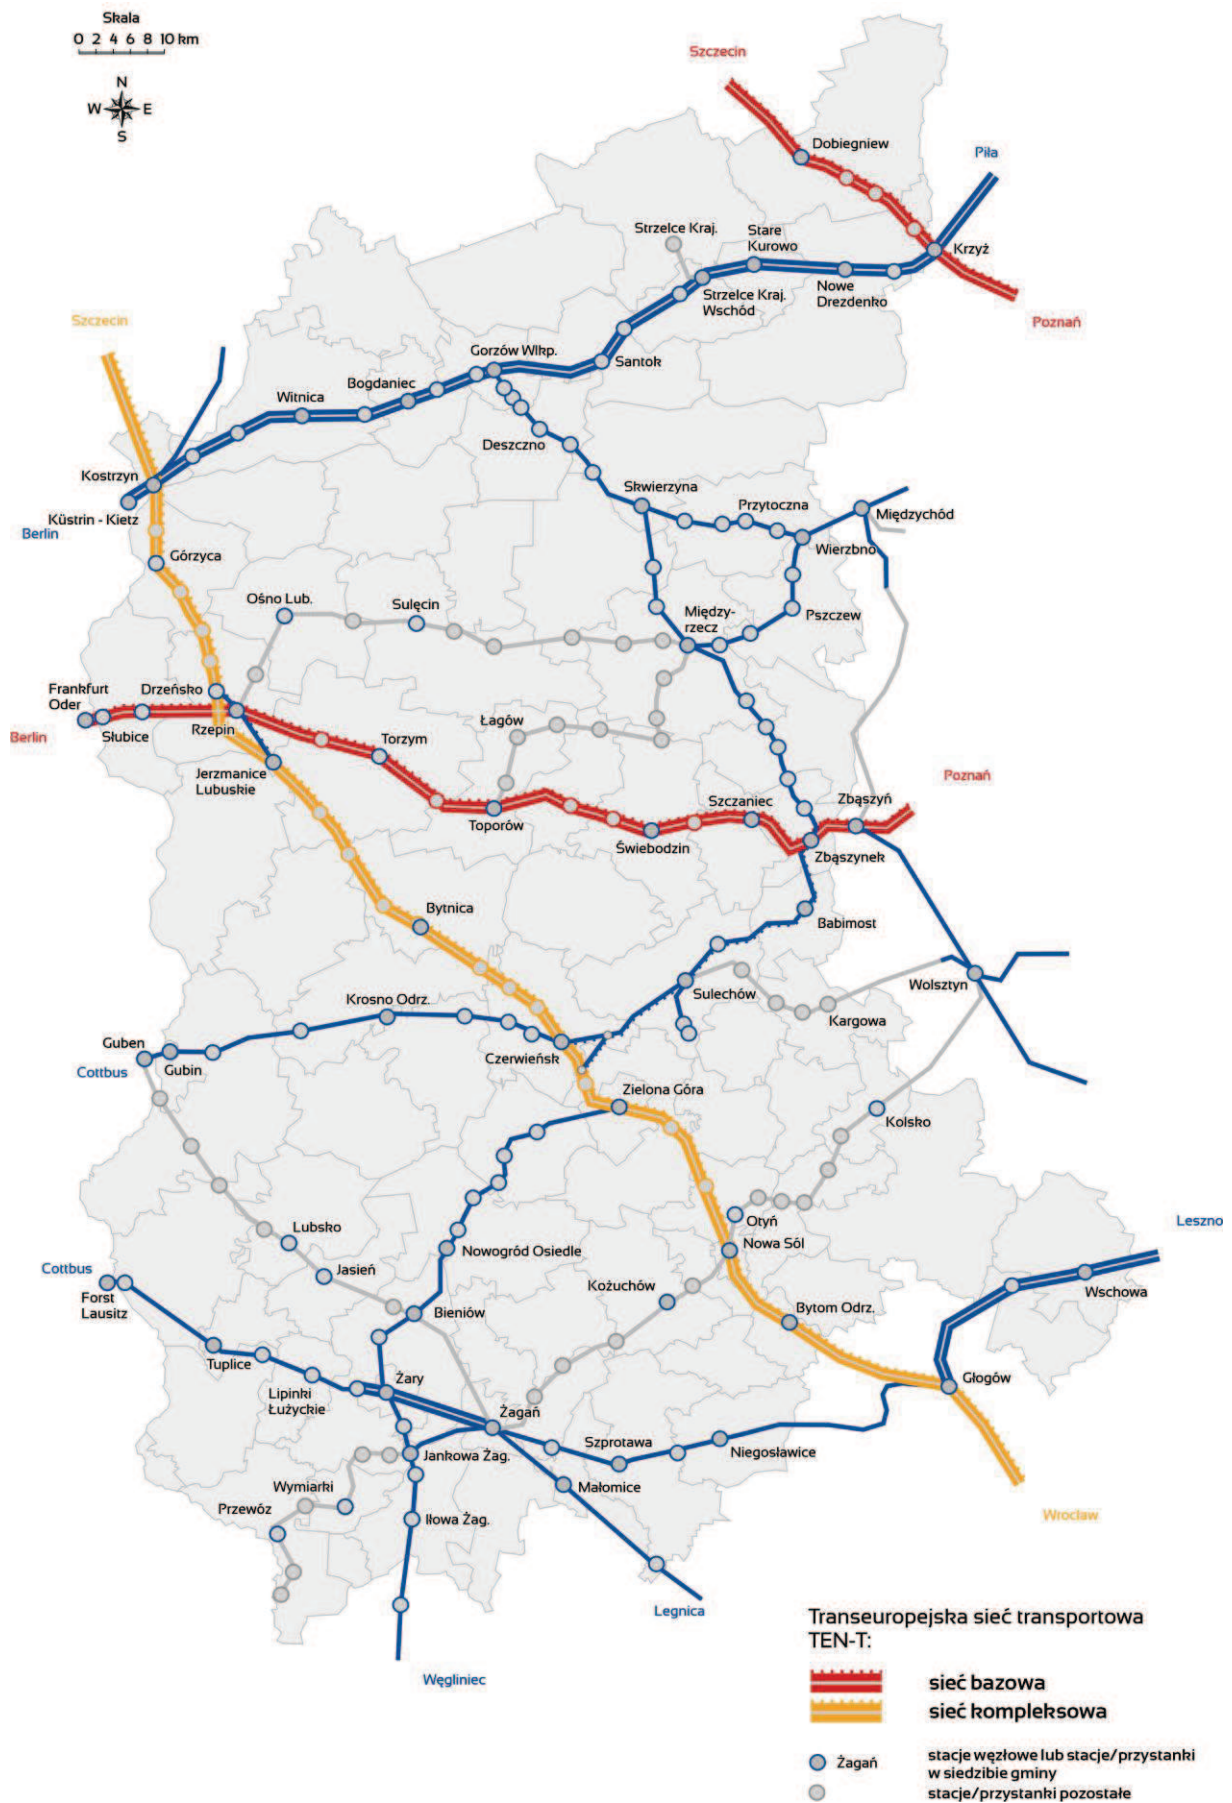 Skala
0 2 4 6 8 10 km
N
W E
S
Szczecin
Dobiegniew
Piła
Strzelce Kraj.
Stare
Kurowo
Krzyż
Strzelce Kraj.
Wschód
Nowe
Drezdenko
Szczecin
Poznań
Gorzów Wlkp.
Santok
Bogdaniec
Witnica
Deszczno
Kostrzyn
Skwierzyna
Przytoczna
Międzychód
Küstrin - Kietz
Berlin
Wierzbno
Górzyca
Ośno Lub.
Sulęcin
Między-
rzecz
Pszczew
Frankfurt
Oder
Drzeńsko
Berlin
Słubice
Rzepin
Łagów
Torzym
Jerzmanice
Lubuskie
Poznań
Szczaniec
Zbąszyń
Toporów
Świebodzin
Zbąszynek
Bytnica
Babimost
Krosno Odrz.
Sulechów
Wolsztyn
Kargowa
Guben
Gubin
Cottbus
Czerwieńsk
Zielona Góra
Kolsko
Otyń
Leszno
Lubsko
Nowogród Osiedle
Nowa Sól
Cottbus
Jasień
Kożuchów
Wschowa
Forst
Lausitz
Bieniów
Bytom Odrz.
Tuplice
Żary
Głogów
Lipinki
Łużyckie
Żagań
Szprotawa
Niegosławice
Jankowa Żag.
Wymiarki
Małomice
Przewóz
Iłowa Żag.
Wrocław
Legnica
Węgliniec
Transeuropejska sieć transportowa
TEN-T:
sieć bazowa
sieć kompleksowa
Żagań
stacje węzłowe lub stacje/przystanki
w siedzibie gminy
stacje/przystanki pozostałe